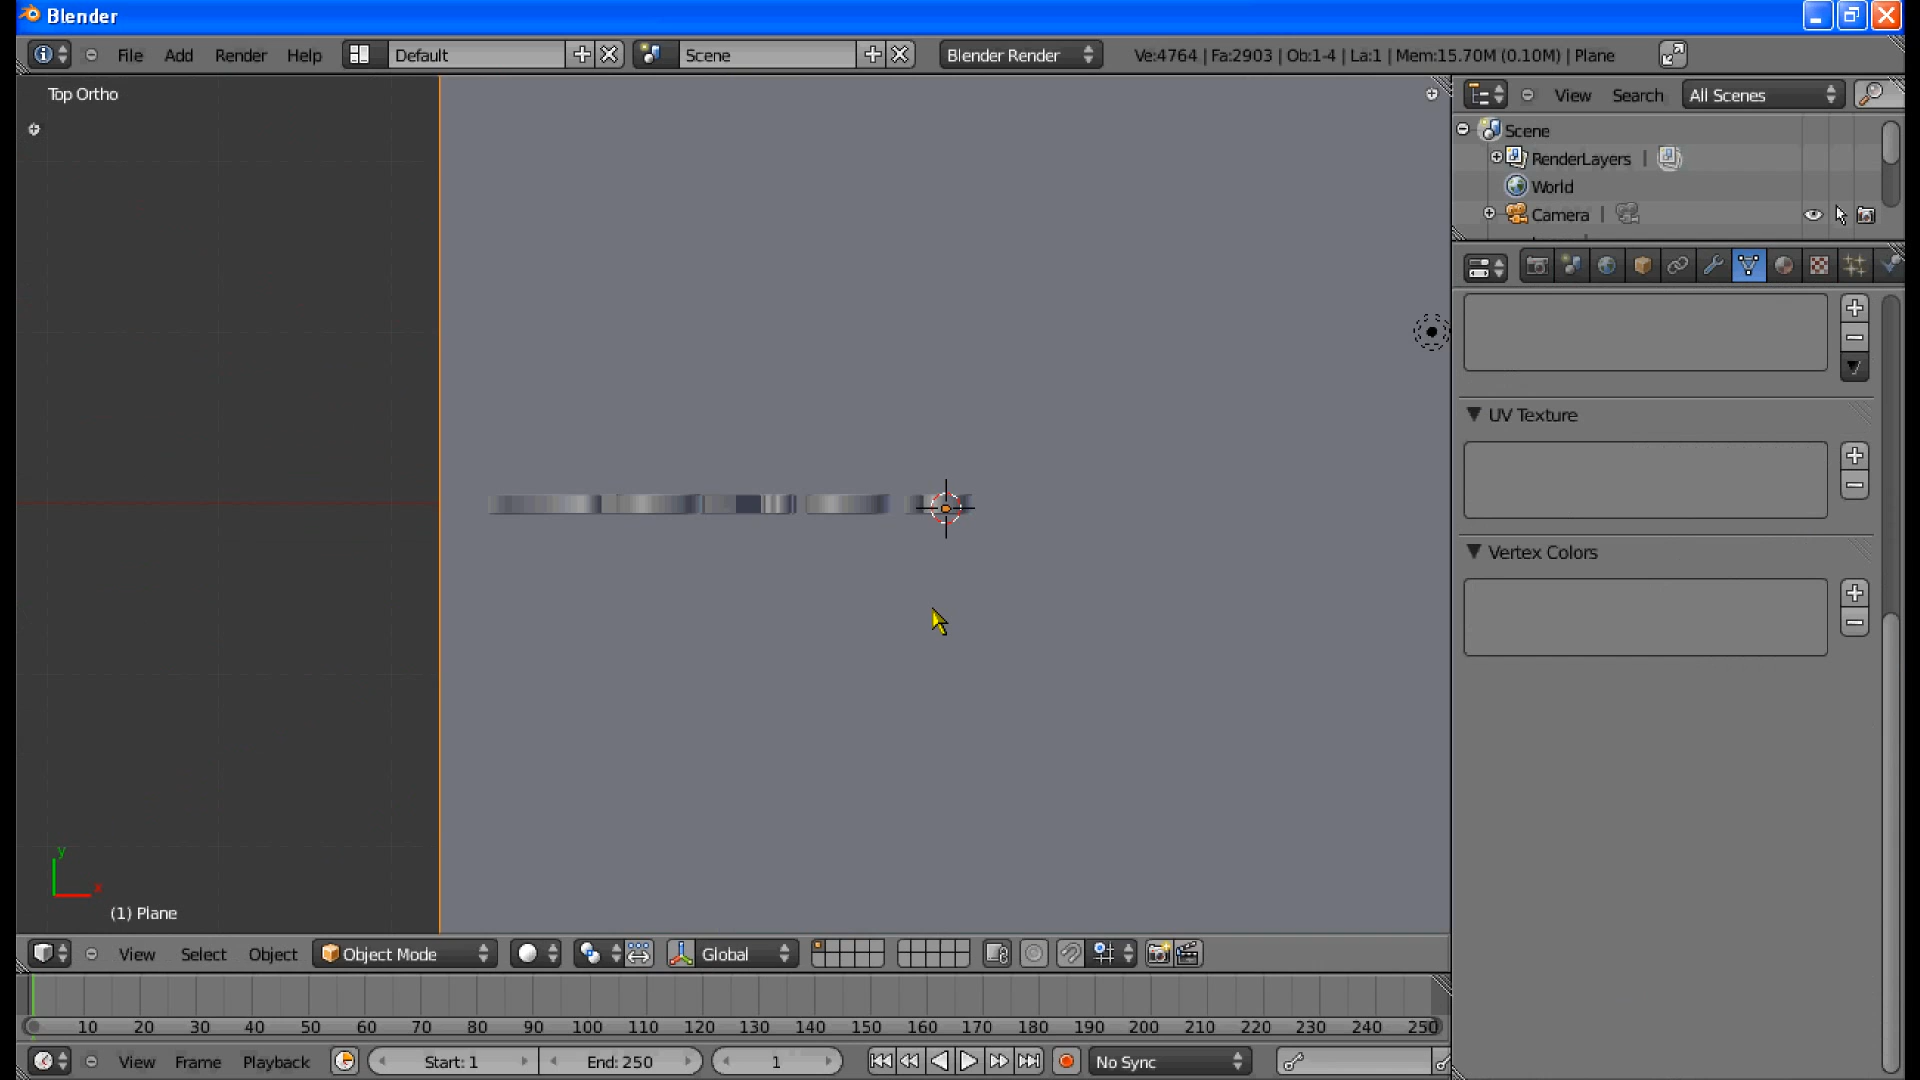 Blender
File Add Render Help Default Scene Blender Render Ve:4764 | Fa:2903 | Ob:1-4 | La:1 | Mem:15.70M (0.10M) | Plane
Top Ortho
View Search All Scenes
Scene
RenderLayers
World
Camera
UV Texture
Vertex Colors
y
x
(1) Plane
View Select Object Object Mode Global
10 20 30 40 50 60 70 80 90 100 110 120 130 140 150 160 170 180 190 200 210 220 230 240 250
View Frame Playback Start: 1 End: 250 1 No Sync